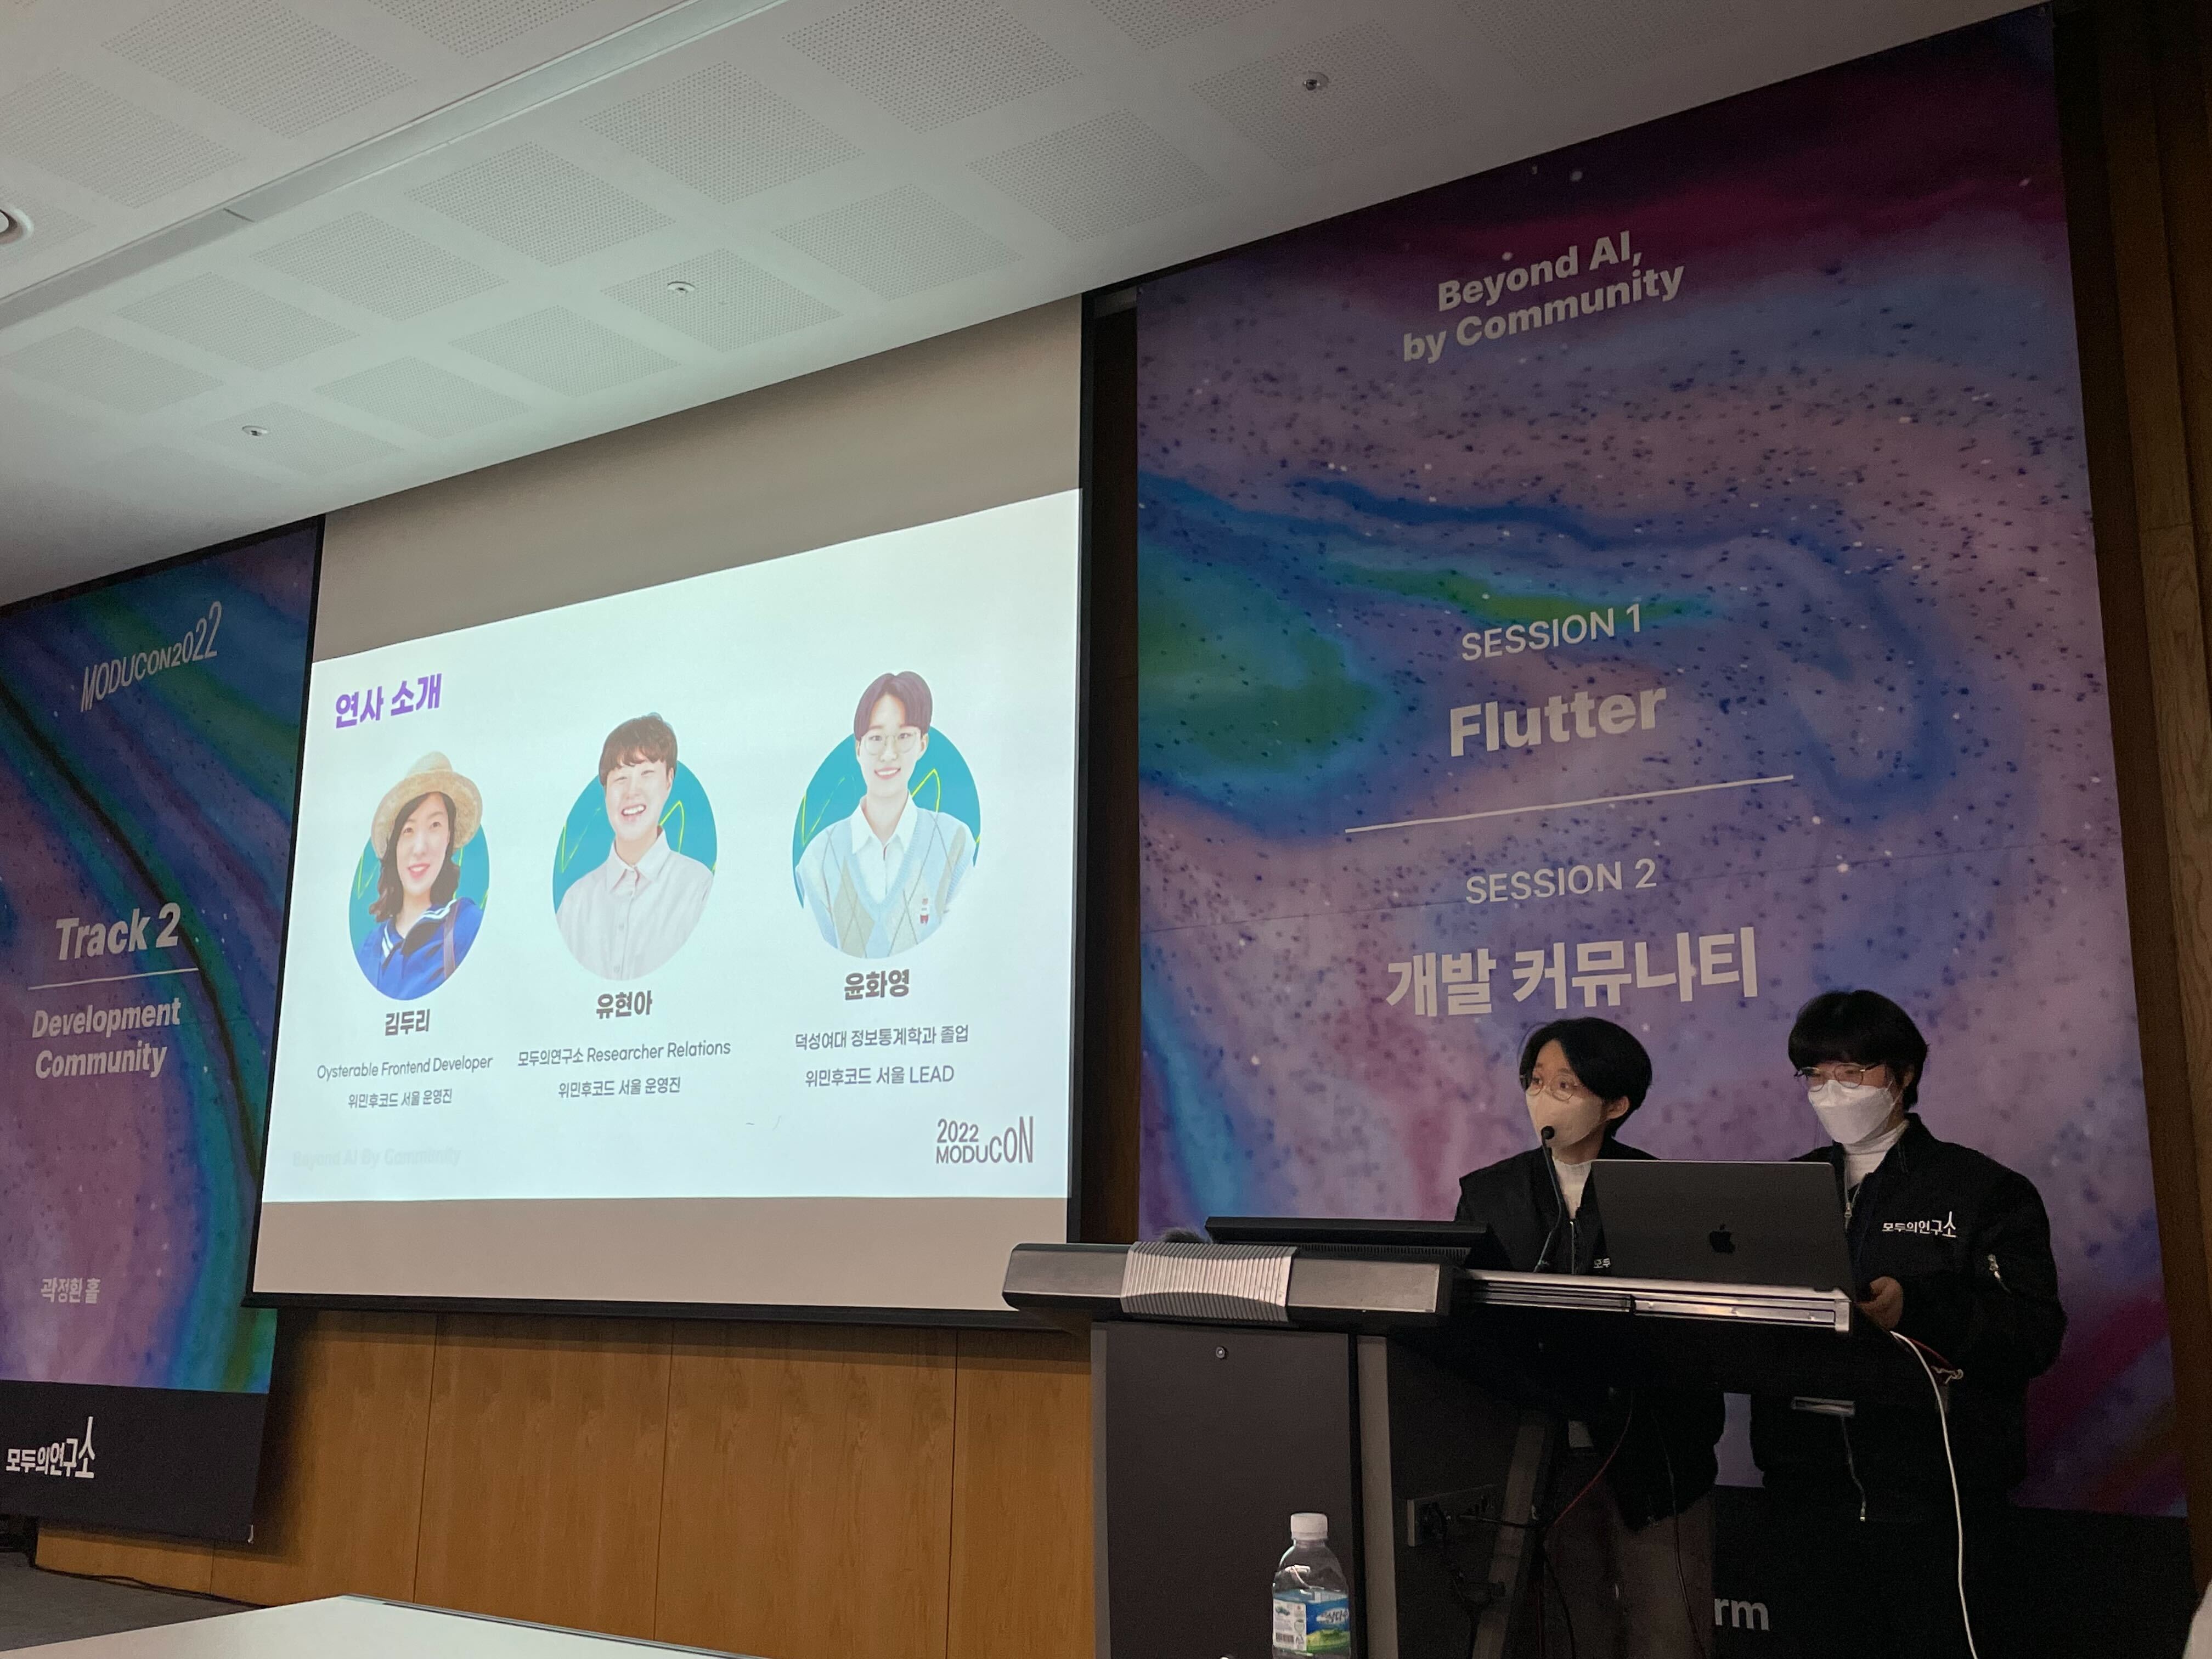 MODUCON2022
Track 2
Development
Community
곽정환 홀
모두의연구소
연사 소개
김두리
Oysterable Frontend Developer
위민후코드 서울 운영진
유현아
모두의연구소 Researcher Relations
위민후코드 서울 운영진
윤화영
덕성여대 정보통계학과 졸업
위민후코드 서울 LEAD
Beyond AI By Community
2022
MODUCON
Beyond AI,
by Community
SESSION 1
Flutter
SESSION 2
개발 커뮤니티
모두
모두의연구소
rm